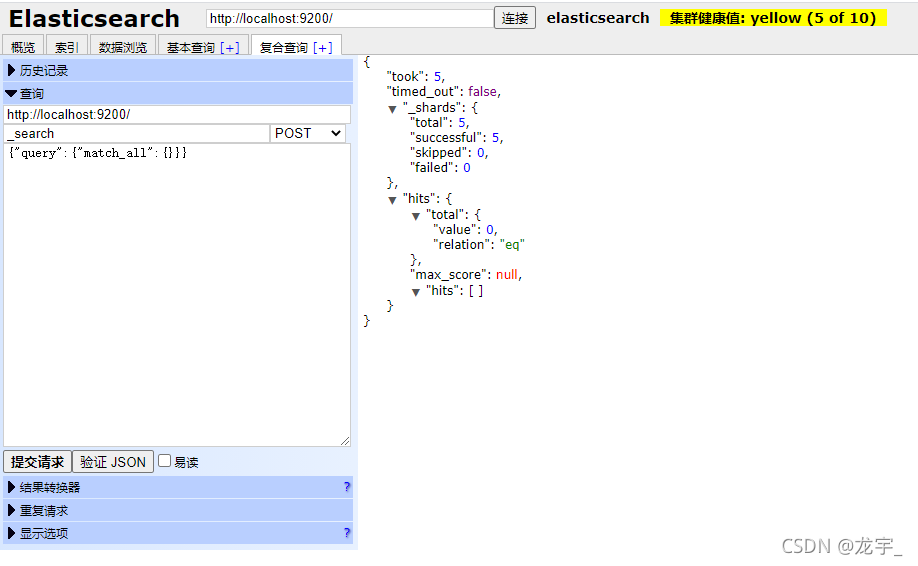 Elasticsearch http://localhost:9200/ 连接 elasticsearch 集群健康值: yellow (5 of 10)
概览 索引 数据浏览 基本查询 [+] 复合查询 [+]
历史记录
查询
http://localhost:9200/
_search POST
{"query":{"match_all":{}}}
提交请求 验证 JSON 易读
结果转换器 ?
重复请求
显示选项 ?
{
"took": 5,
"timed_out": false,
"_shards": {
"total": 5,
"successful": 5,
"skipped": 0,
"failed": 0
},
"hits": {
"total": {
"value": 0,
"relation": "eq"
},
"max_score": null,
"hits": [ ]
}
}
CSDN @龙宇_